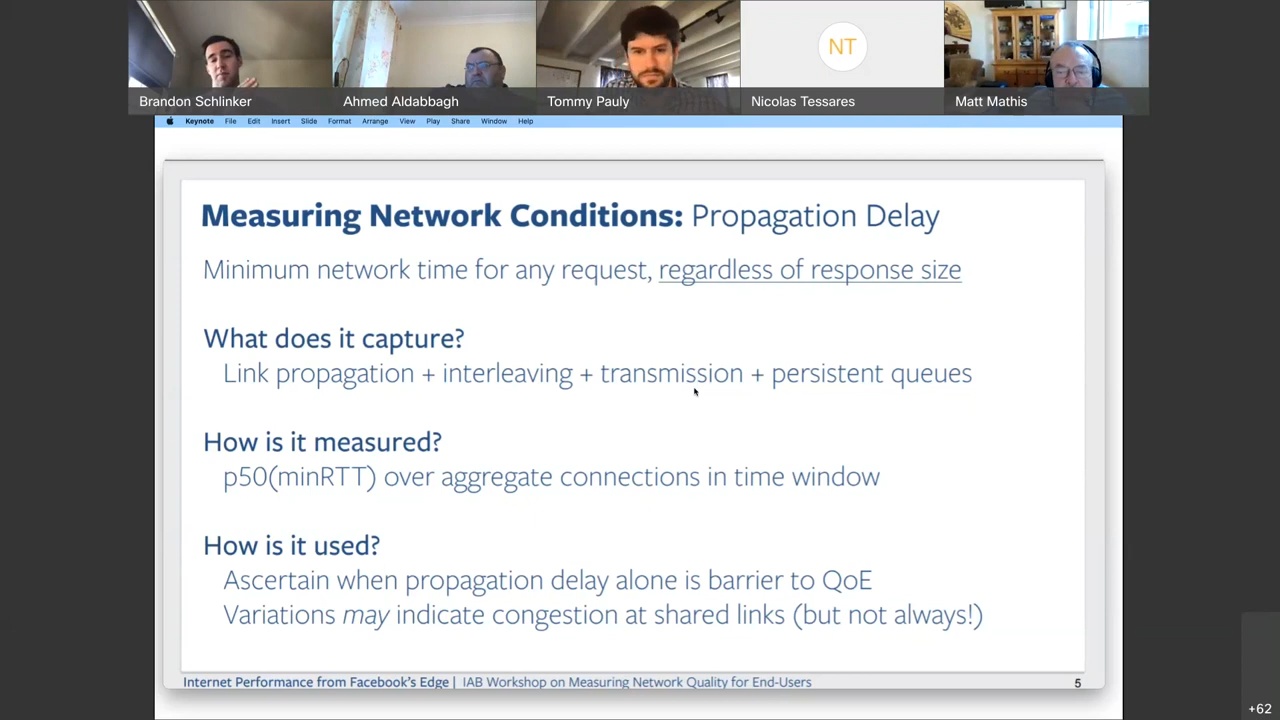 NT
Brandon Schlinker
Ahmed Aldabbagh
Tommy Pauly
Nicolas Tessares
Matt Mathis
Keynote File Edit Insert Slide Format Arrange View Play Share Window Help
Measuring Network Conditions: Propagation Delay
Minimum network time for any request, regardless of response size
What does it capture?
Link propagation + interleaving + transmission + persistent queues
How is it measured?
p50(minRTT) over aggregate connections in time window
How is it used?
Ascertain when propagation delay alone is barrier to QoE
Variations may indicate congestion at shared links (but not always!)
Internet Performance from Facebook's Edge | IAB Workshop on Measuring Network Quality for End-Users
5
+62